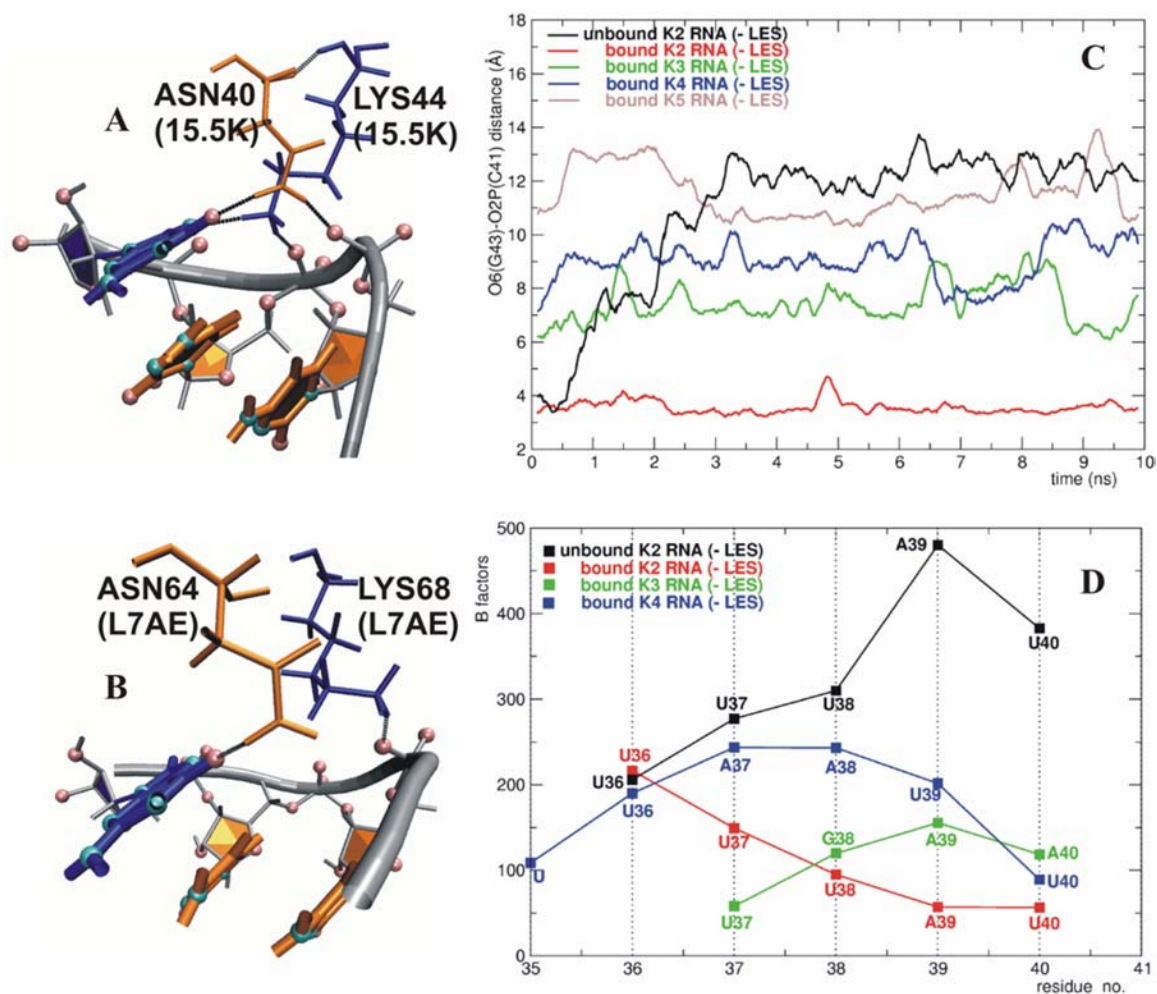 A
ASN40
(15.5K)
LYS44
(15.5K)
C
unbound K2 RNA (- LES)
bound K2 RNA (- LES)
bound K3 RNA (- LES)
bound K4 RNA (- LES)
bound K5 RNA (- LES)
O6(G43)-O2P(C41) distance (Å)
18
16
14
12
10
8
6
4
2
0 1 2 3 4 5 6 7 8 9 10
time (ns)
B
ASN64
(L7AE)
LYS68
(L7AE)
D
unbound K2 RNA (- LES)
bound K2 RNA (- LES)
bound K3 RNA (- LES)
bound K4 RNA (- LES)
B factors
500
400
300
200
100
0
A39
U40
U37
U38
U36
U36
A37
A38
U36
U39
U37
G38
A39
A40
U
U38
U40
U37
A39
U40
35 36 37 38 39 40 41
residue no.